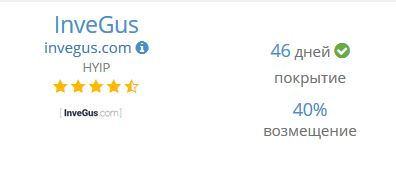 InveGus
invegus.com
HYIP
[InveGus.com]
46 дней
покрытие
40%
возмещение